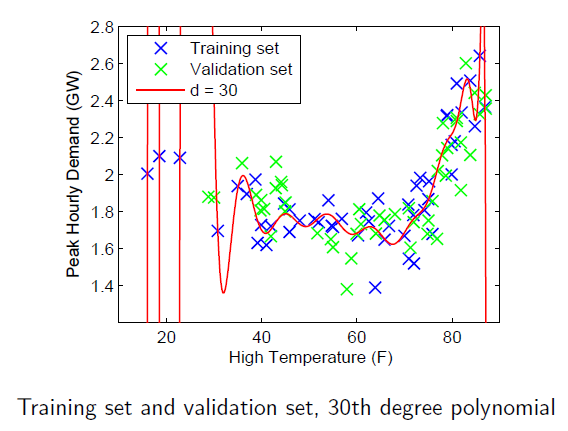 2.8
2.6
2.4
2.2
2
1.8
1.6
1.4
Peak Hourly Demand (GW)
Training set
Validation set
d = 30
20
40
60
80
High Temperature (F)
Training set and validation set, 30th degree polynomial